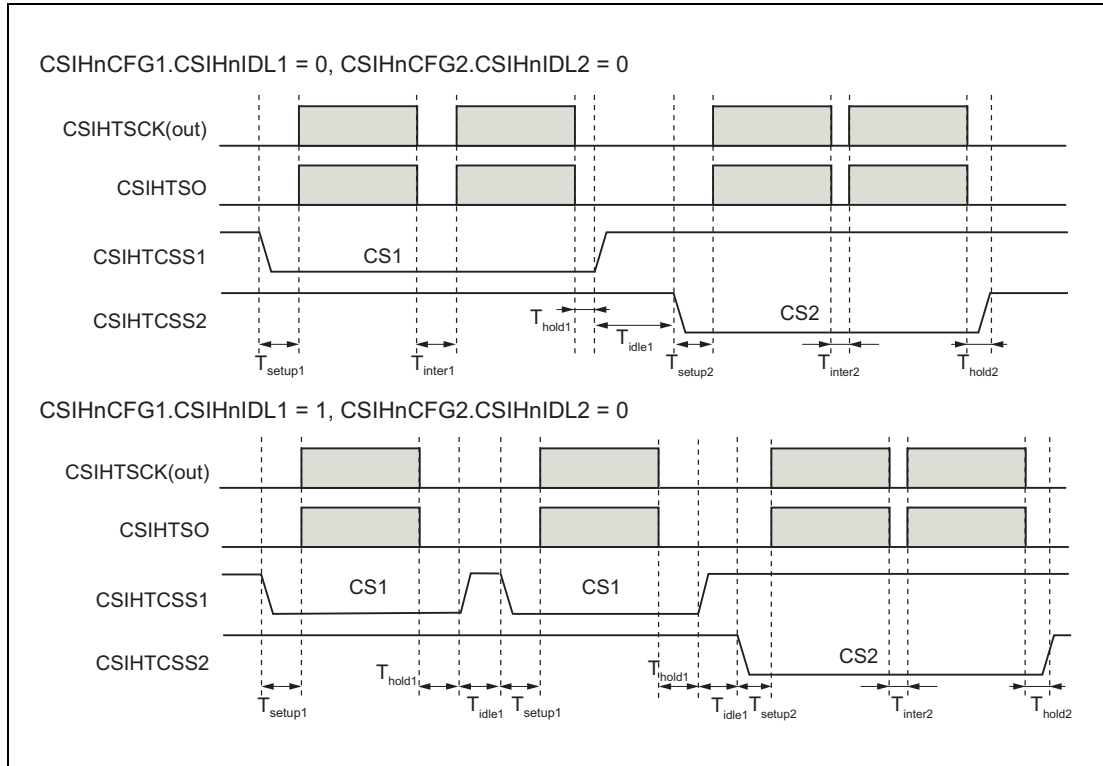 CSIHnCFG1.CSIHnIDL1 = 0, CSIHnCFG2.CSIHnIDL2 = 0
CSIHTSCK(out)
CSIHTSO
CSIHTCSS1
CS1
CSIHTCSS2
CS2
Thold1
Tidle1
Tsetup1
Tinter1
Tsetup2
Tinter2
Thold2
CSIHnCFG1.CSIHnIDL1 = 1, CSIHnCFG2.CSIHnIDL2 = 0
CSIHTSCK(out)
CSIHTSO
CSIHTCSS1
CS1
CS1
CSIHTCSS2
CS2
Tsetup1
Thold1
Tidle1
Tsetup1
Thold1
Tidle1
Tsetup2
Tinter2
Thold2